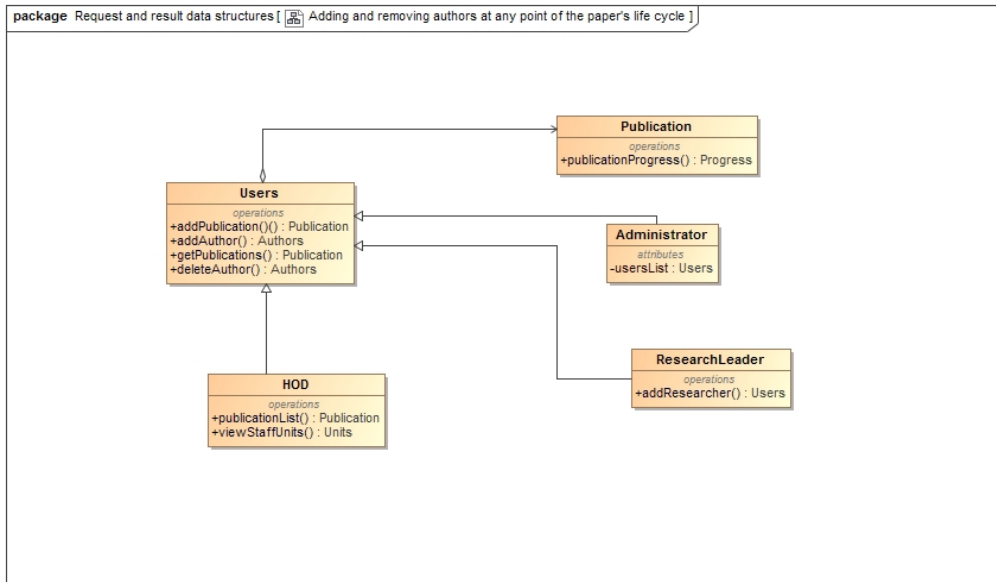 package Request and result data structures [ Adding and removing authors at any point of the paper's life cycle ]
Publication
operations
+publicationProgress() : Progress
Users
operations
+addPublication()() : Publication
+addAuthor() : Authors
+getPublications() : Publication
+deleteAuthor() : Authors
Administrator
attributes
-usersList : Users
ResearchLeader
operations
+addResearcher() : Users
HOD
operations
+publicationList() : Publication
+viewStaffUnits() : Units